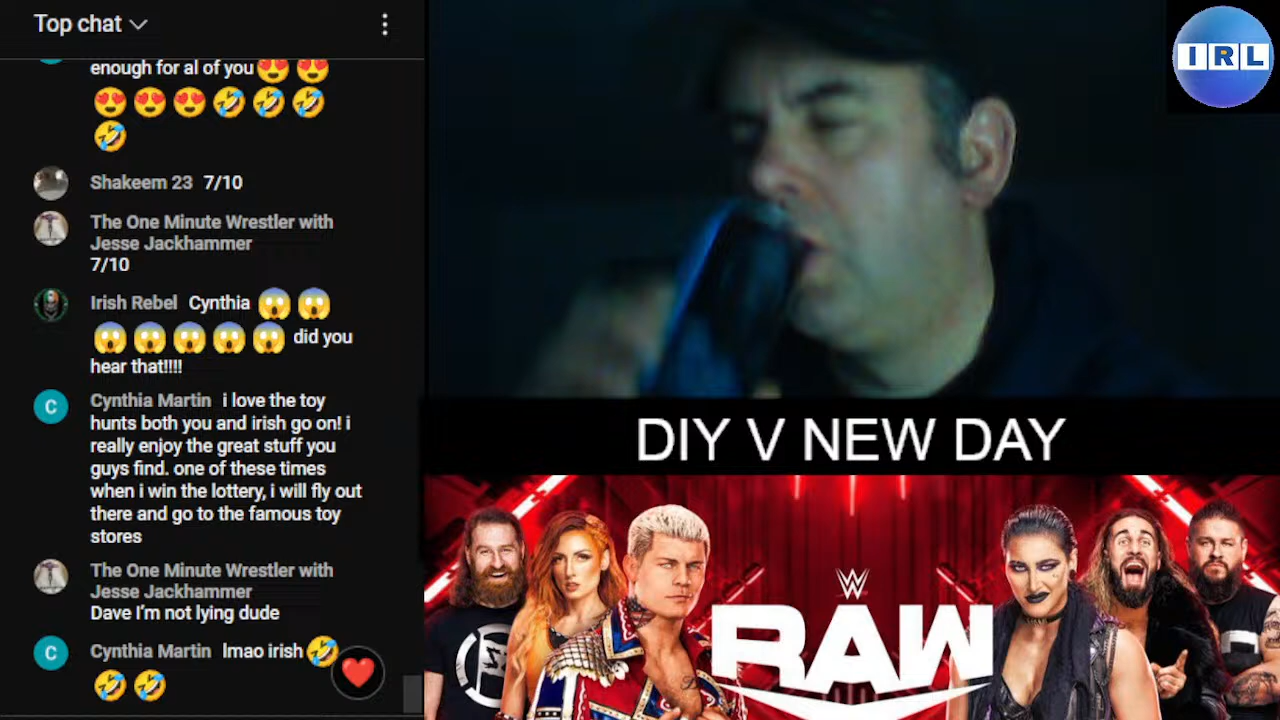 Top chat
enough for al of you
Shakeem 23 7/10
The One Minute Wrestler with
Jesse Jackhammer
7/10
Irish Rebel Cynthia
did you
hear that!!!!
C
Cynthia Martin i love the toy
hunts both you and irish go on! i
really enjoy the great stuff you
guys find. one of these times
when i win the lottery, i will fly out
there and go to the famous toy
stores
The One Minute Wrestler with
Jesse Jackhammer
Dave I'm not lying dude
C
Cynthia Martin lmao irish
IRL
DIY V NEW DAY
W
RAW